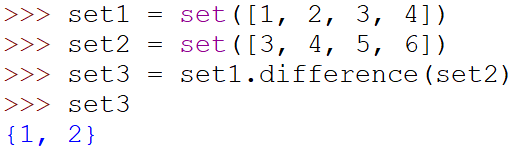 >>> set1 = set([1, 2, 3, 4])
>>> set2 = set([3, 4, 5, 6])
>>> set3 = set1.difference(set2)
>>> set3
{1, 2}